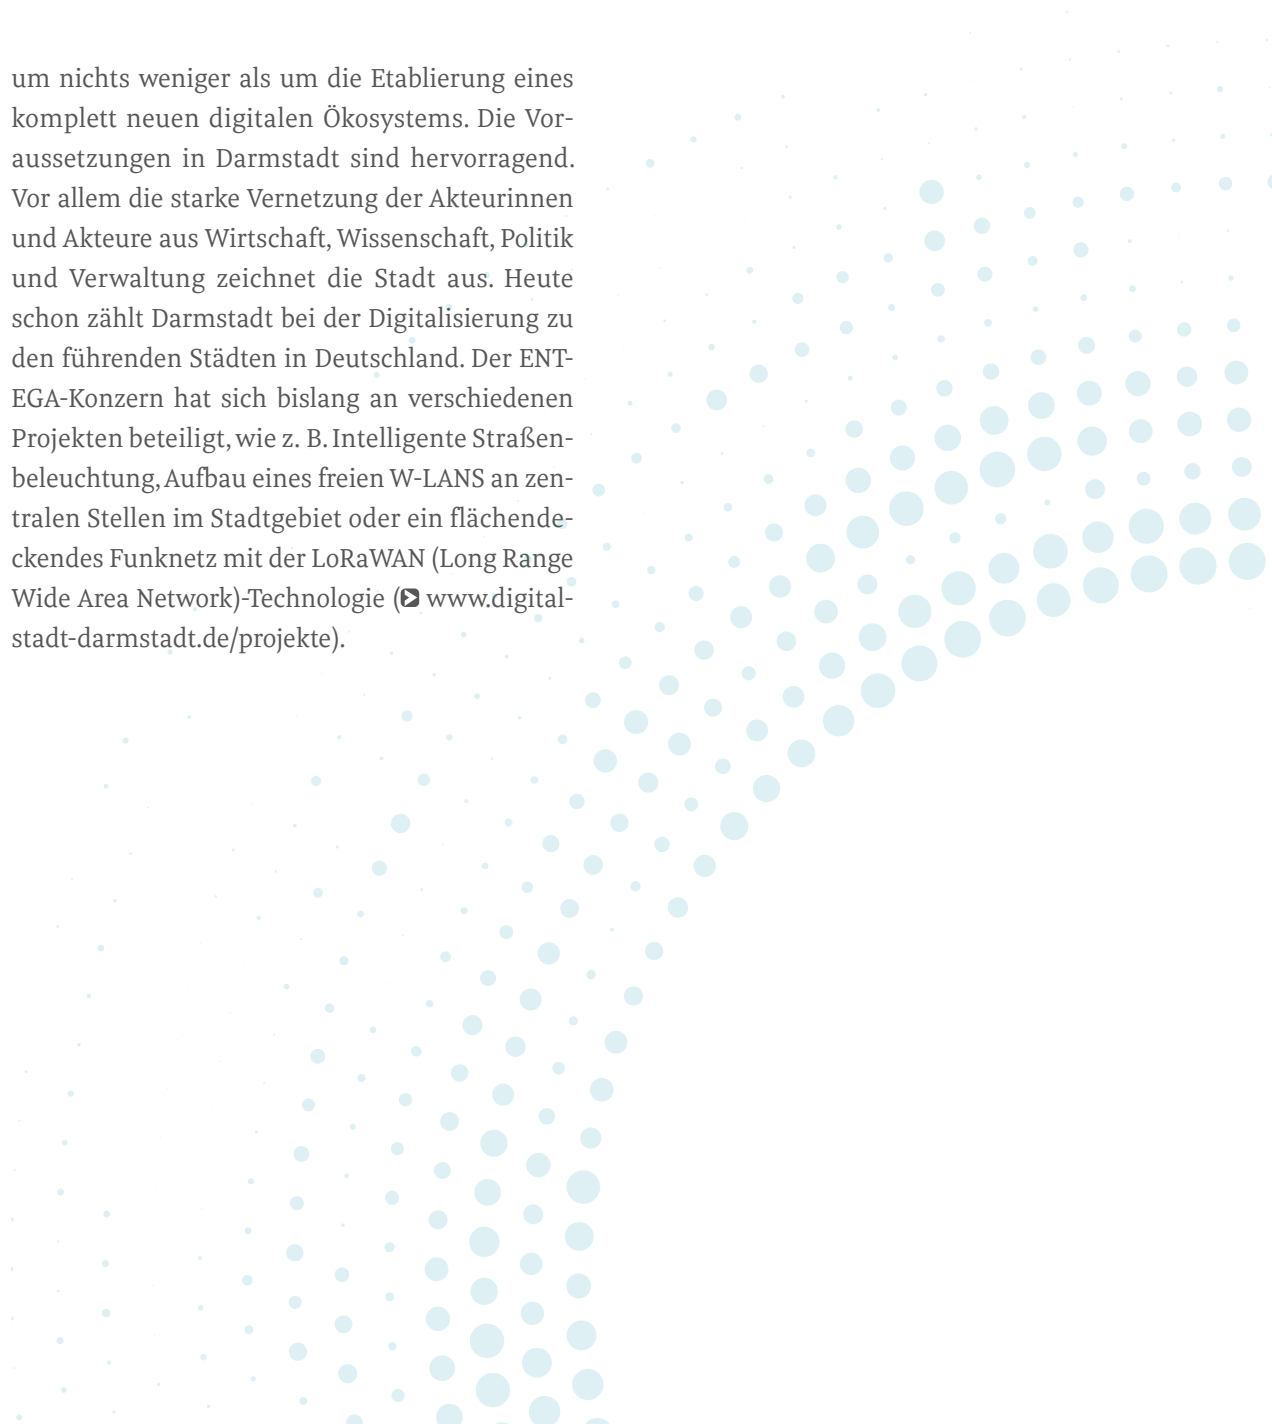 um nichts weniger als um die Etablierung eines
komplett neuen digitalen Ökosystems. Die Vor-
aussetzungen in Darmstadt sind hervorragend.
Vor allem die starke Vernetzung der Akteurinnen
und Akteure aus Wirtschaft, Wissenschaft, Politik
und Verwaltung zeichnet die Stadt aus. Heute
schon zählt Darmstadt bei der Digitalisierung zu
den führenden Städten in Deutschland. Der ENT-
EGA-Konzern hat sich bislang an verschiedenen
Projekten beteiligt, wie z. B. Intelligente Straßen-
beleuchtung, Aufbau eines freien W-LANS an zen-
tralen Stellen im Stadtgebiet oder ein flächende-
ckendes Funknetz mit der LoRaWAN (Long Range
Wide Area Network)-Technologie (www.digital-
stadt-darmstadt.de/projekte).